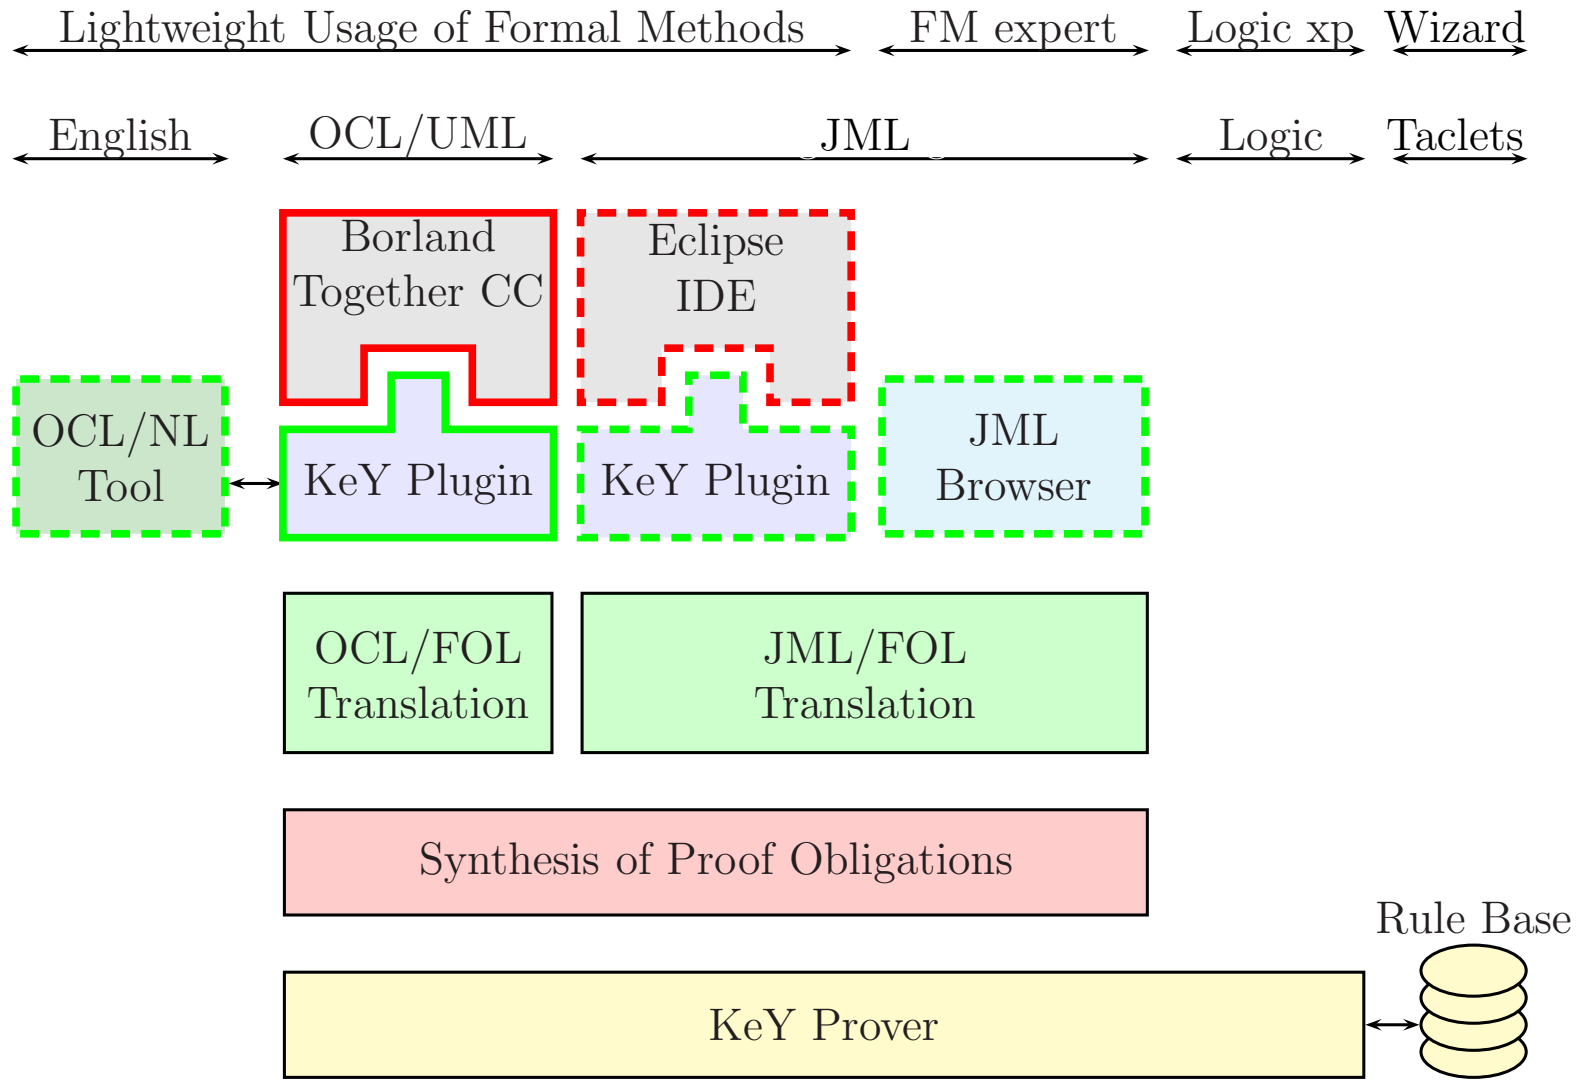 Lightweight Usage of Formal Methods
FM expert
Logic xp
Wizard
English
OCL/UML
JML
Logic
Taclets
Borland
Together CC
Eclipse
IDE
OCL/NL
Tool
KeY Plugin
KeY Plugin
JML
Browser
OCL/FOL
Translation
JML/FOL
Translation
Synthesis of Proof Obligations
Rule Base
KeY Prover